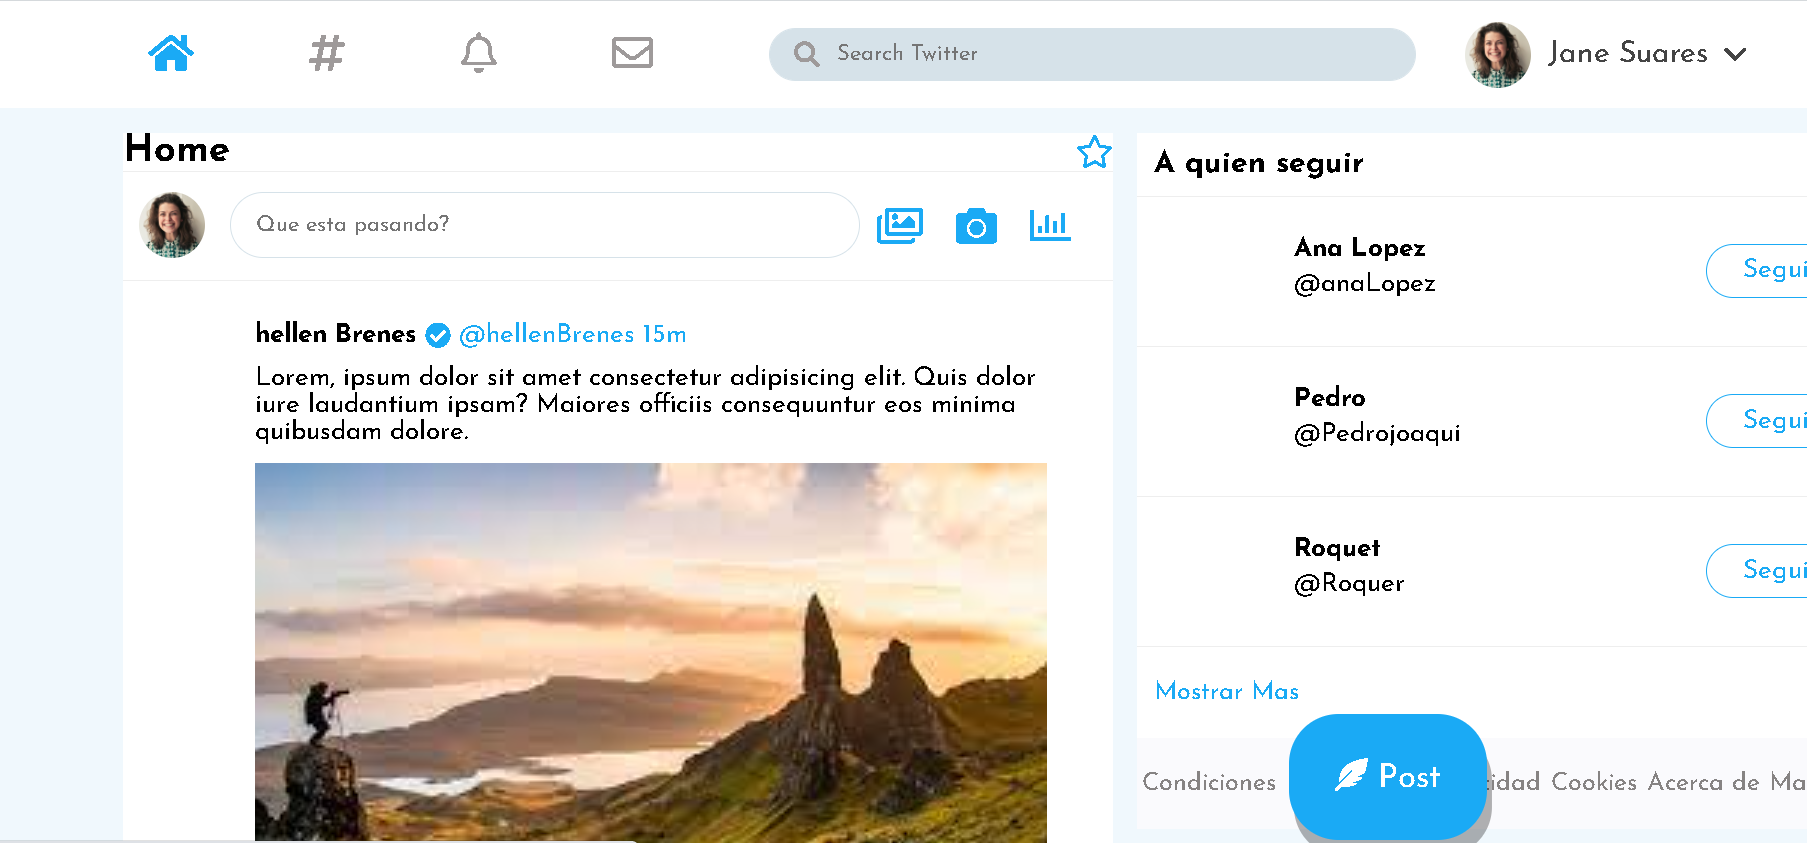 Search Twitter
Jane Suares
Home
Que esta pasando?
hellen Brenes @hellenBrenes 15m
Lorem, ipsum dolor sit amet consectetur adipisicing elit. Quis dolor
iure laudantium ipsam? Maiores officiis consequuntur eos minima
quibusdam dolore.
A quien seguir
Ana Lopez
@anaLopez
Segui
Pedro
@Pedrojoaqui
Segui
Roquet
@Roquer
Segui
Mostrar Mas
Condiciones
Post
idad Cookies Acerca de Ma